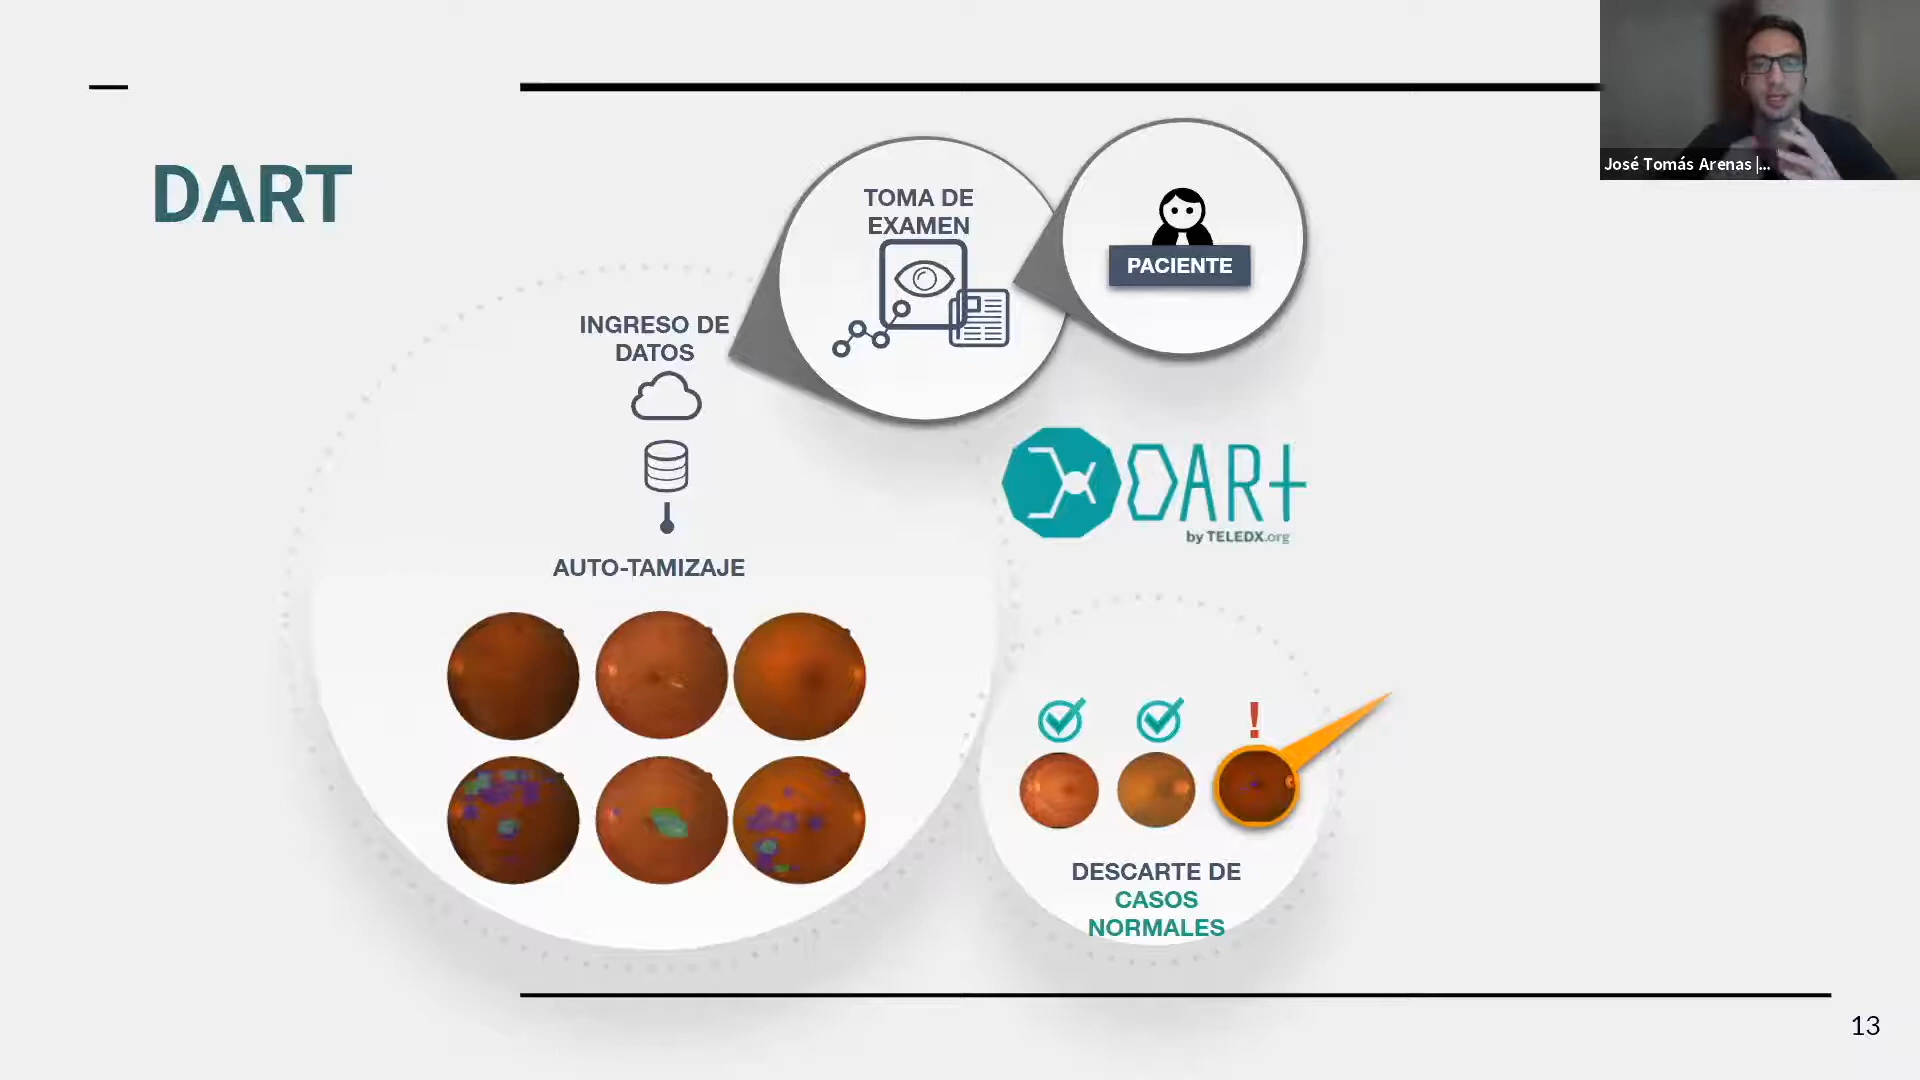 José Tomás Arenas |...
DART
TOMA DE
EXAMEN
PACIENTE
INGRESO DE
DATOS
DART
by TELEDX.org
AUTO-TAMIZAJE
!
DESCARTE DE
CASOS
NORMALES
13